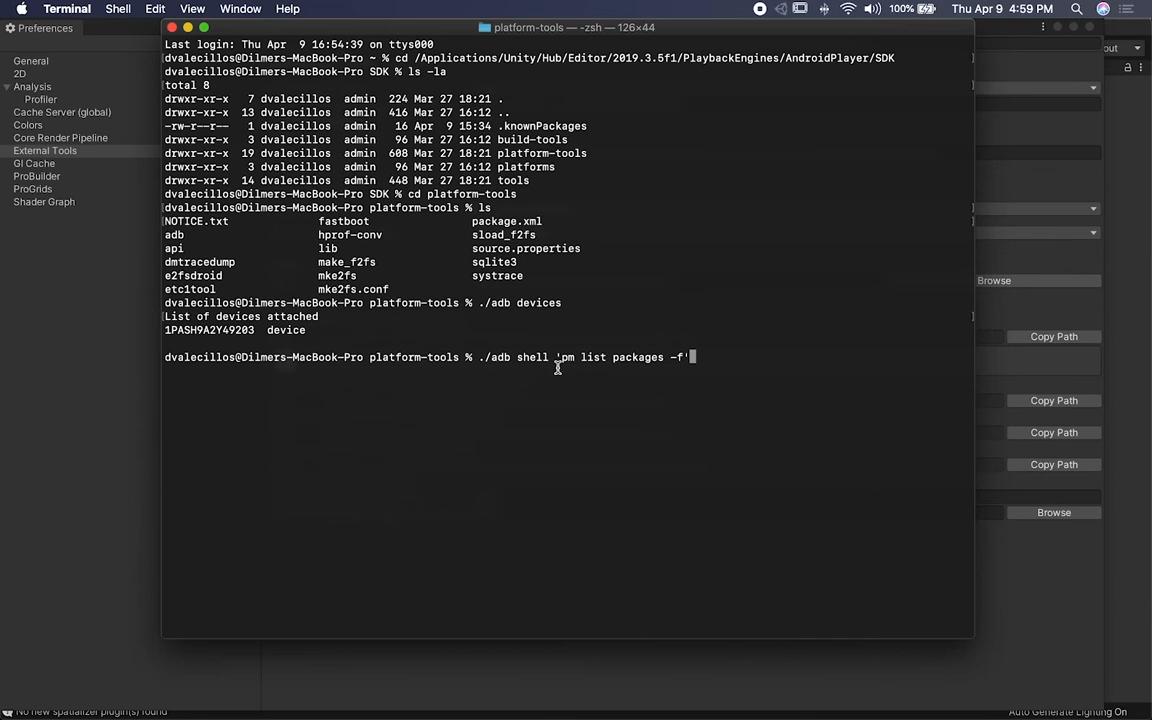 Terminal Shell Edit View Window Help 100% Thu Apr 9 4:59 PM
Preferences
platform-tools — -zsh — 126×44
General
2D
Analysis
Profiler
Cache Server (global)
Colors
Core Render Pipeline
External Tools
GI Cache
ProBuilder
ProGrids
Shader Graph
Last login: Thu Apr  9 16:54:39 on ttys000
[dvalecillos@Dilmers-MacBook-Pro ~ % cd /Applications/Unity/Hub/Editor/2019.3.5f1/PlaybackEngines/AndroidPlayer/SDK ]
[dvalecillos@Dilmers-MacBook-Pro SDK % ls -la ]
total 8
drwxr-xr-x   7 dvalecillos  admin  224 Mar 27 18:21 .
drwxr-xr-x  13 dvalecillos  admin  416 Mar 27 16:12 ..
-rw-r--r--   1 dvalecillos  admin   16 Apr  9 15:34 .knownPackages
drwxr-xr-x   3 dvalecillos  admin   96 Mar 27 16:12 build-tools
drwxr-xr-x  19 dvalecillos  admin  608 Mar 27 18:21 platform-tools
drwxr-xr-x   3 dvalecillos  admin   96 Mar 27 16:12 platforms
drwxr-xr-x  14 dvalecillos  admin  448 Mar 27 18:21 tools
[dvalecillos@Dilmers-MacBook-Pro SDK % cd platform-tools ]
[dvalecillos@Dilmers-MacBook-Pro platform-tools % ls ]
NOTICE.txt fastboot package.xml
adb hprof-conv sload_f2fs
api lib source.properties
dmtracedump make_f2fs sqlite3
e2fsdroid mke2fs systrace
etc1tool mke2fs.conf
[dvalecillos@Dilmers-MacBook-Pro platform-tools % ./adb devices ]
List of devices attached
1PASH9A2Y49203  device
dvalecillos@Dilmers-MacBook-Pro platform-tools % ./adb shell 'pm list packages -f'
out
Browse
Copy Path
Copy Path
Copy Path
Copy Path
Browse
No new spatializer plugin(s) found
Auto Generate Lighting On